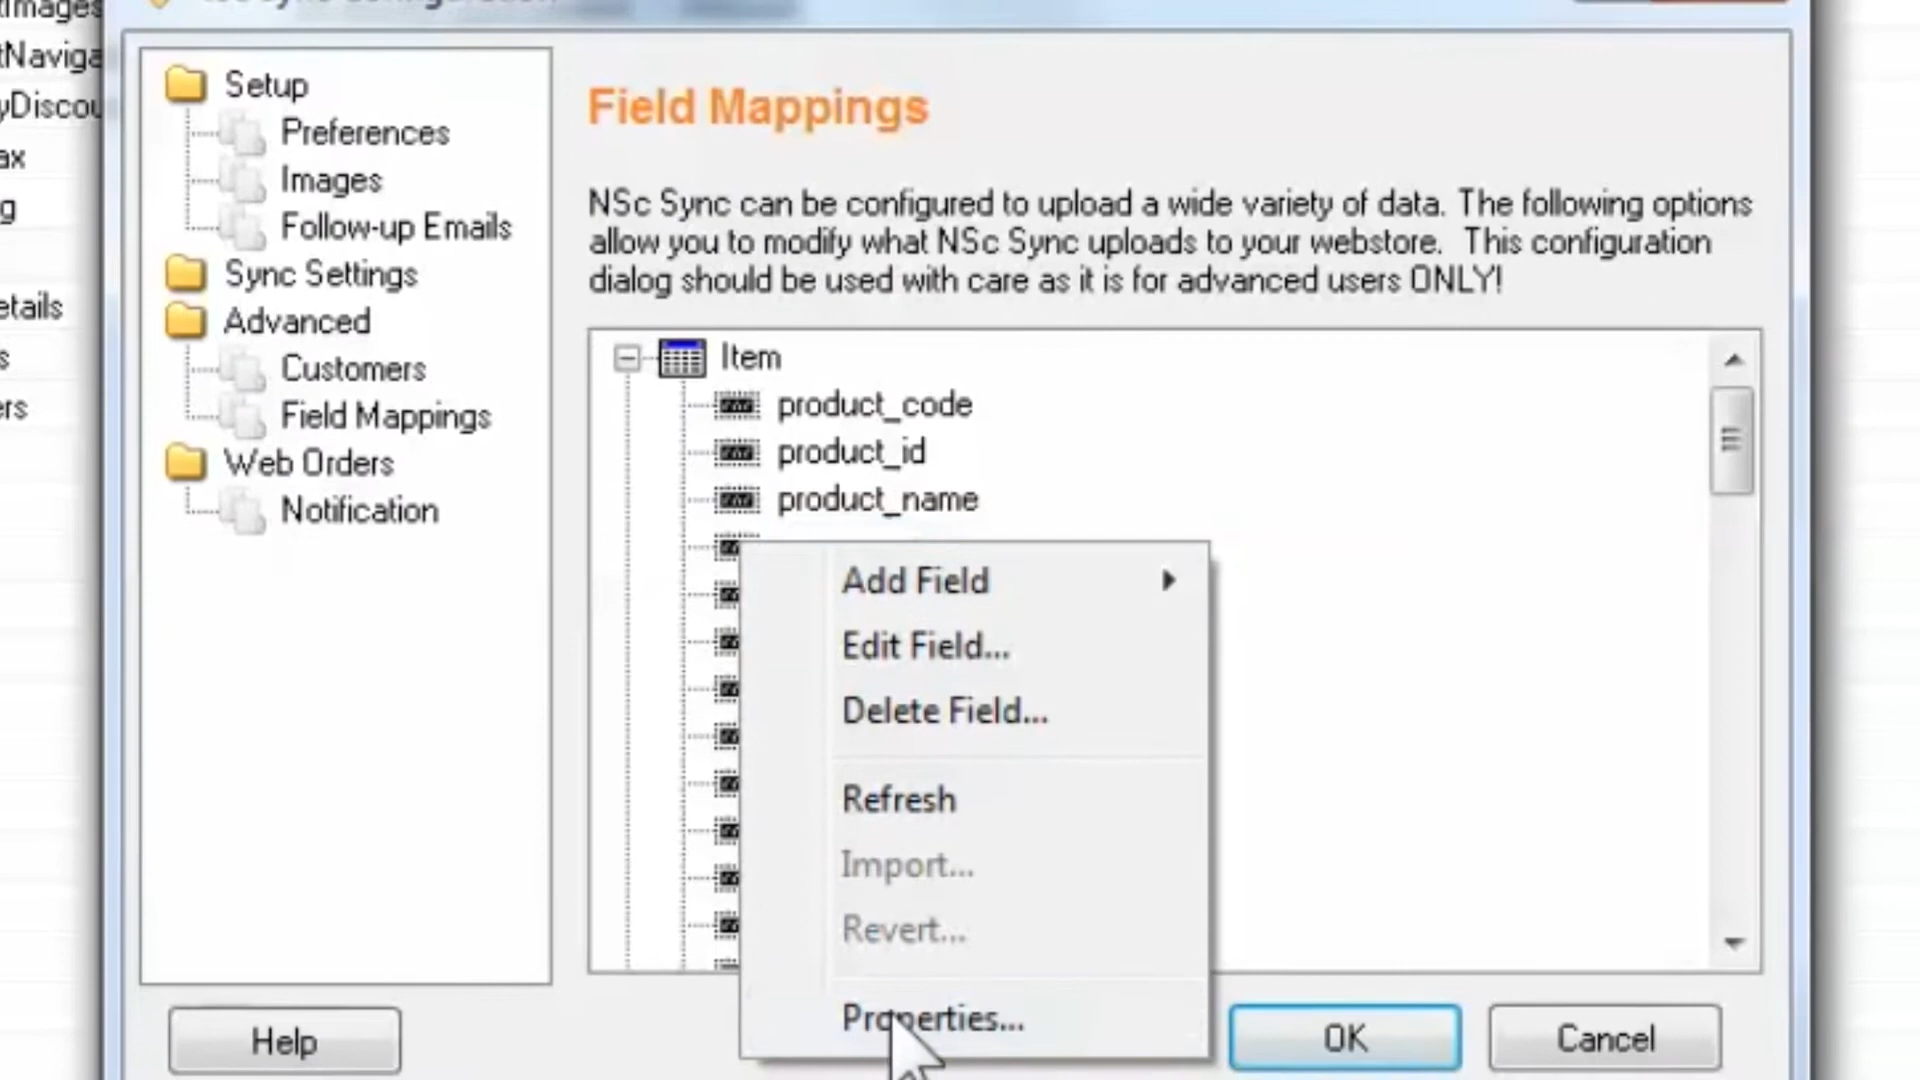 Setup
Preferences
Images
Follow-up Emails
Sync Settings
Advanced
Customers
Field Mappings
Web Orders
Notification
Help
Field Mappings
NSc Sync can be configured to upload a wide variety of data. The following options
allow you to modify what NSc Sync uploads to your webstore. This configuration
dialog should be used with care as it is for advanced users ONLY!
Item
product_code
product_id
product_name
Add Field
Edit Field...
Delete Field...
Refresh
Import...
Revert...
Properties...
OK
Cancel